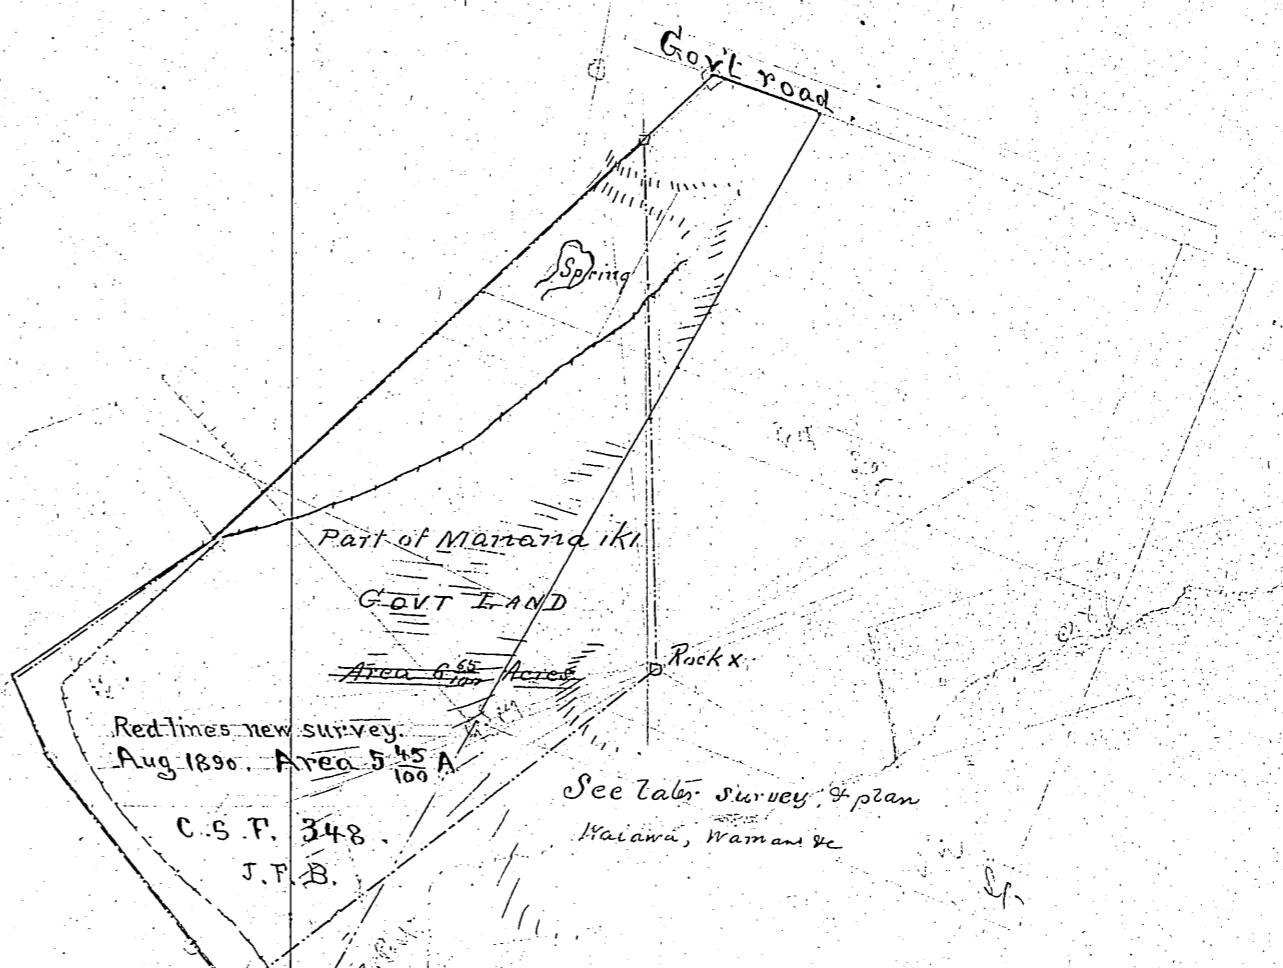 Gov't road.
Spring
Part of Manana iki
GOVT LAND
Area 6 65/100 Acres
Rock x
Red lines new survey.
Aug 1890. Area 5 45/100 A
See later survey, & plan
Waiawa, &c
C.S.F. 348.
J.F.B.